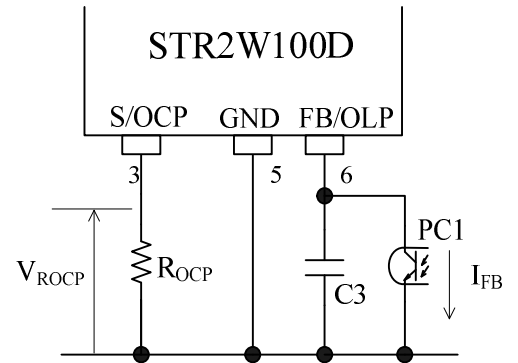 STR2W100D
S/OCP GND FB/OLP
3 5 6
PC1
VROCP ROCP C3 IFB